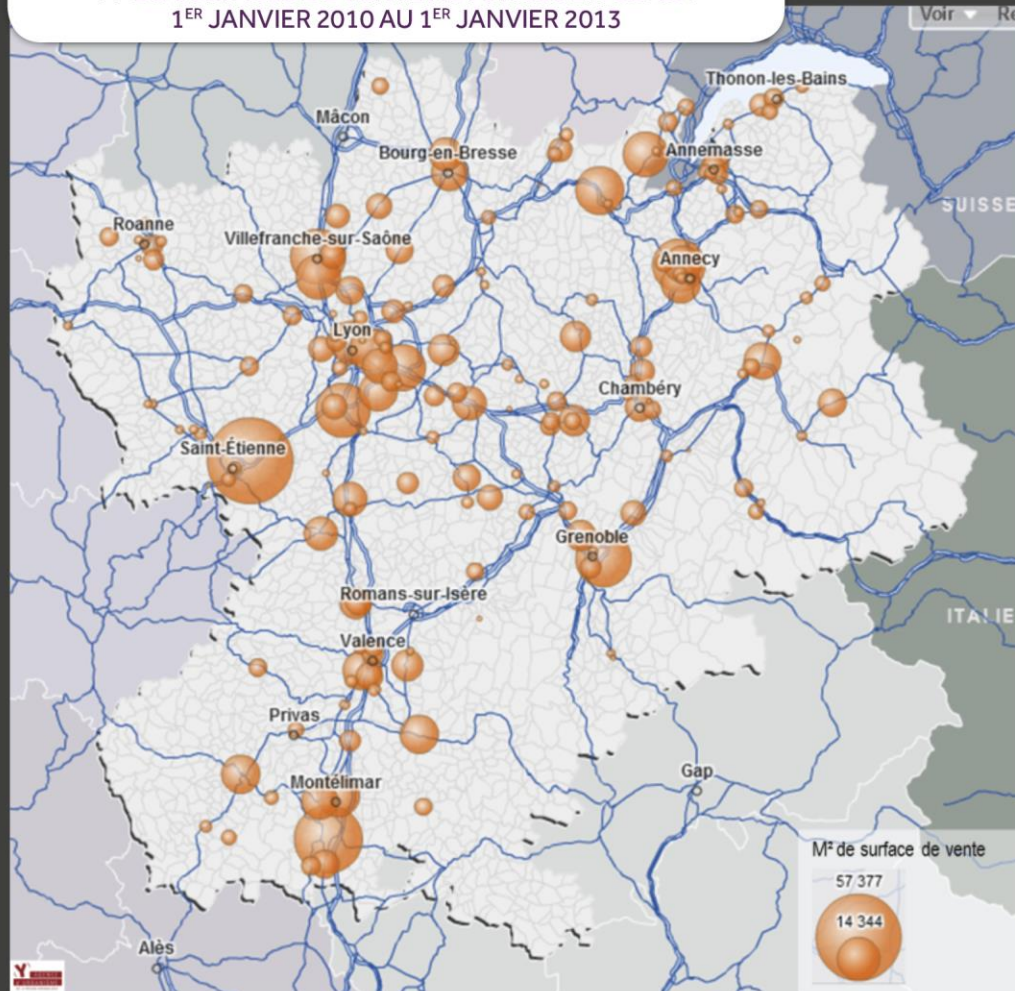 1ER JANVIER 2010 AU 1ER JANVIER 2013
Voir
Thonon-les-Bains
Mâcon
Bourg-en-Bresse
Annemasse
SUISSE
Roanne
Villefranche-sur-Saône
Annecy
Lyon
Chambéry
Saint-Étienne
Grenoble
Romans-sur-Isère
ITALIE
Valence
Privas
Gap
Montélimar
M² de surface de vente
57 377
14 344
Alès